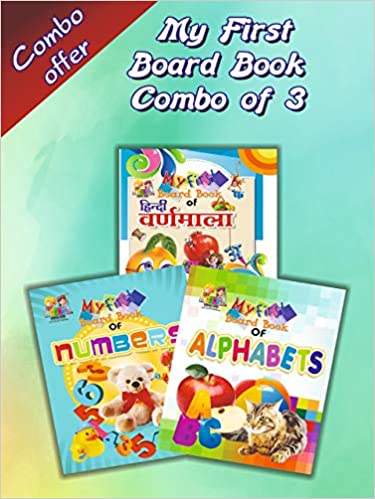 Combo
offer
My First
Board Book
Combo of 3
My First
Board Book
of
हिन्दी
वर्णमाला
My First
Board Book
OF
NUMBERS
My First
Board Book
OF
ALPHABETS
A
BC